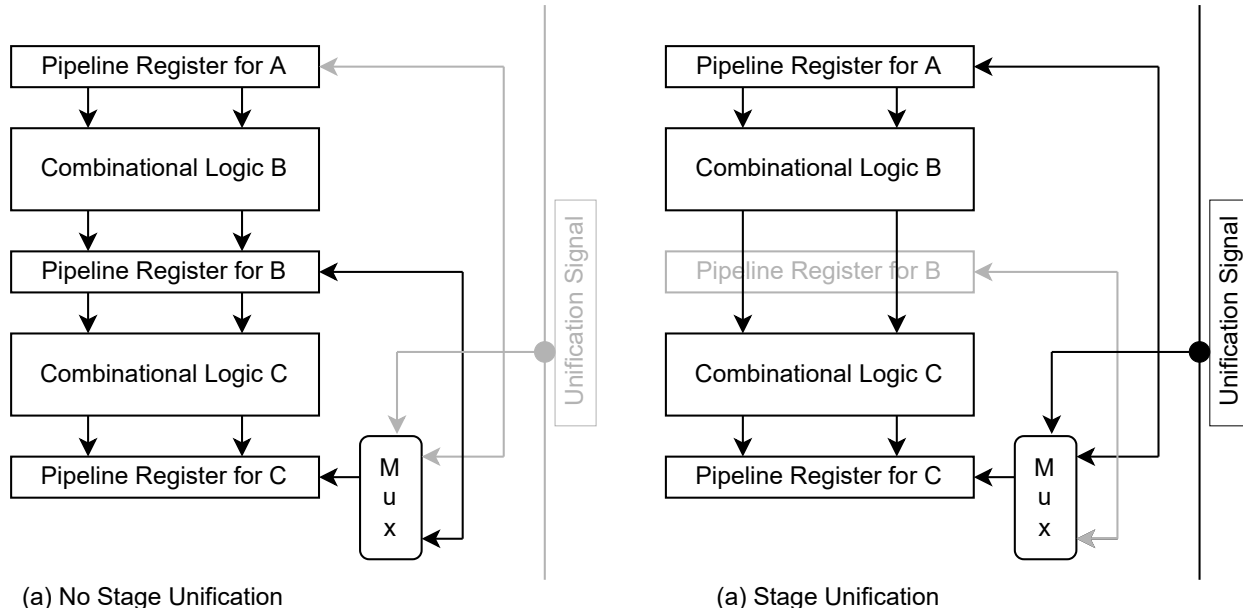 Pipeline Register for A
Combinational Logic B
Pipeline Register for B
Combinational Logic C
Pipeline Register for C
M
u
x
Unification Signal
(a) No Stage Unification
Pipeline Register for A
Combinational Logic B
Pipeline Register for B
Combinational Logic C
Pipeline Register for C
M
u
x
Unification Signal
(a) Stage Unification